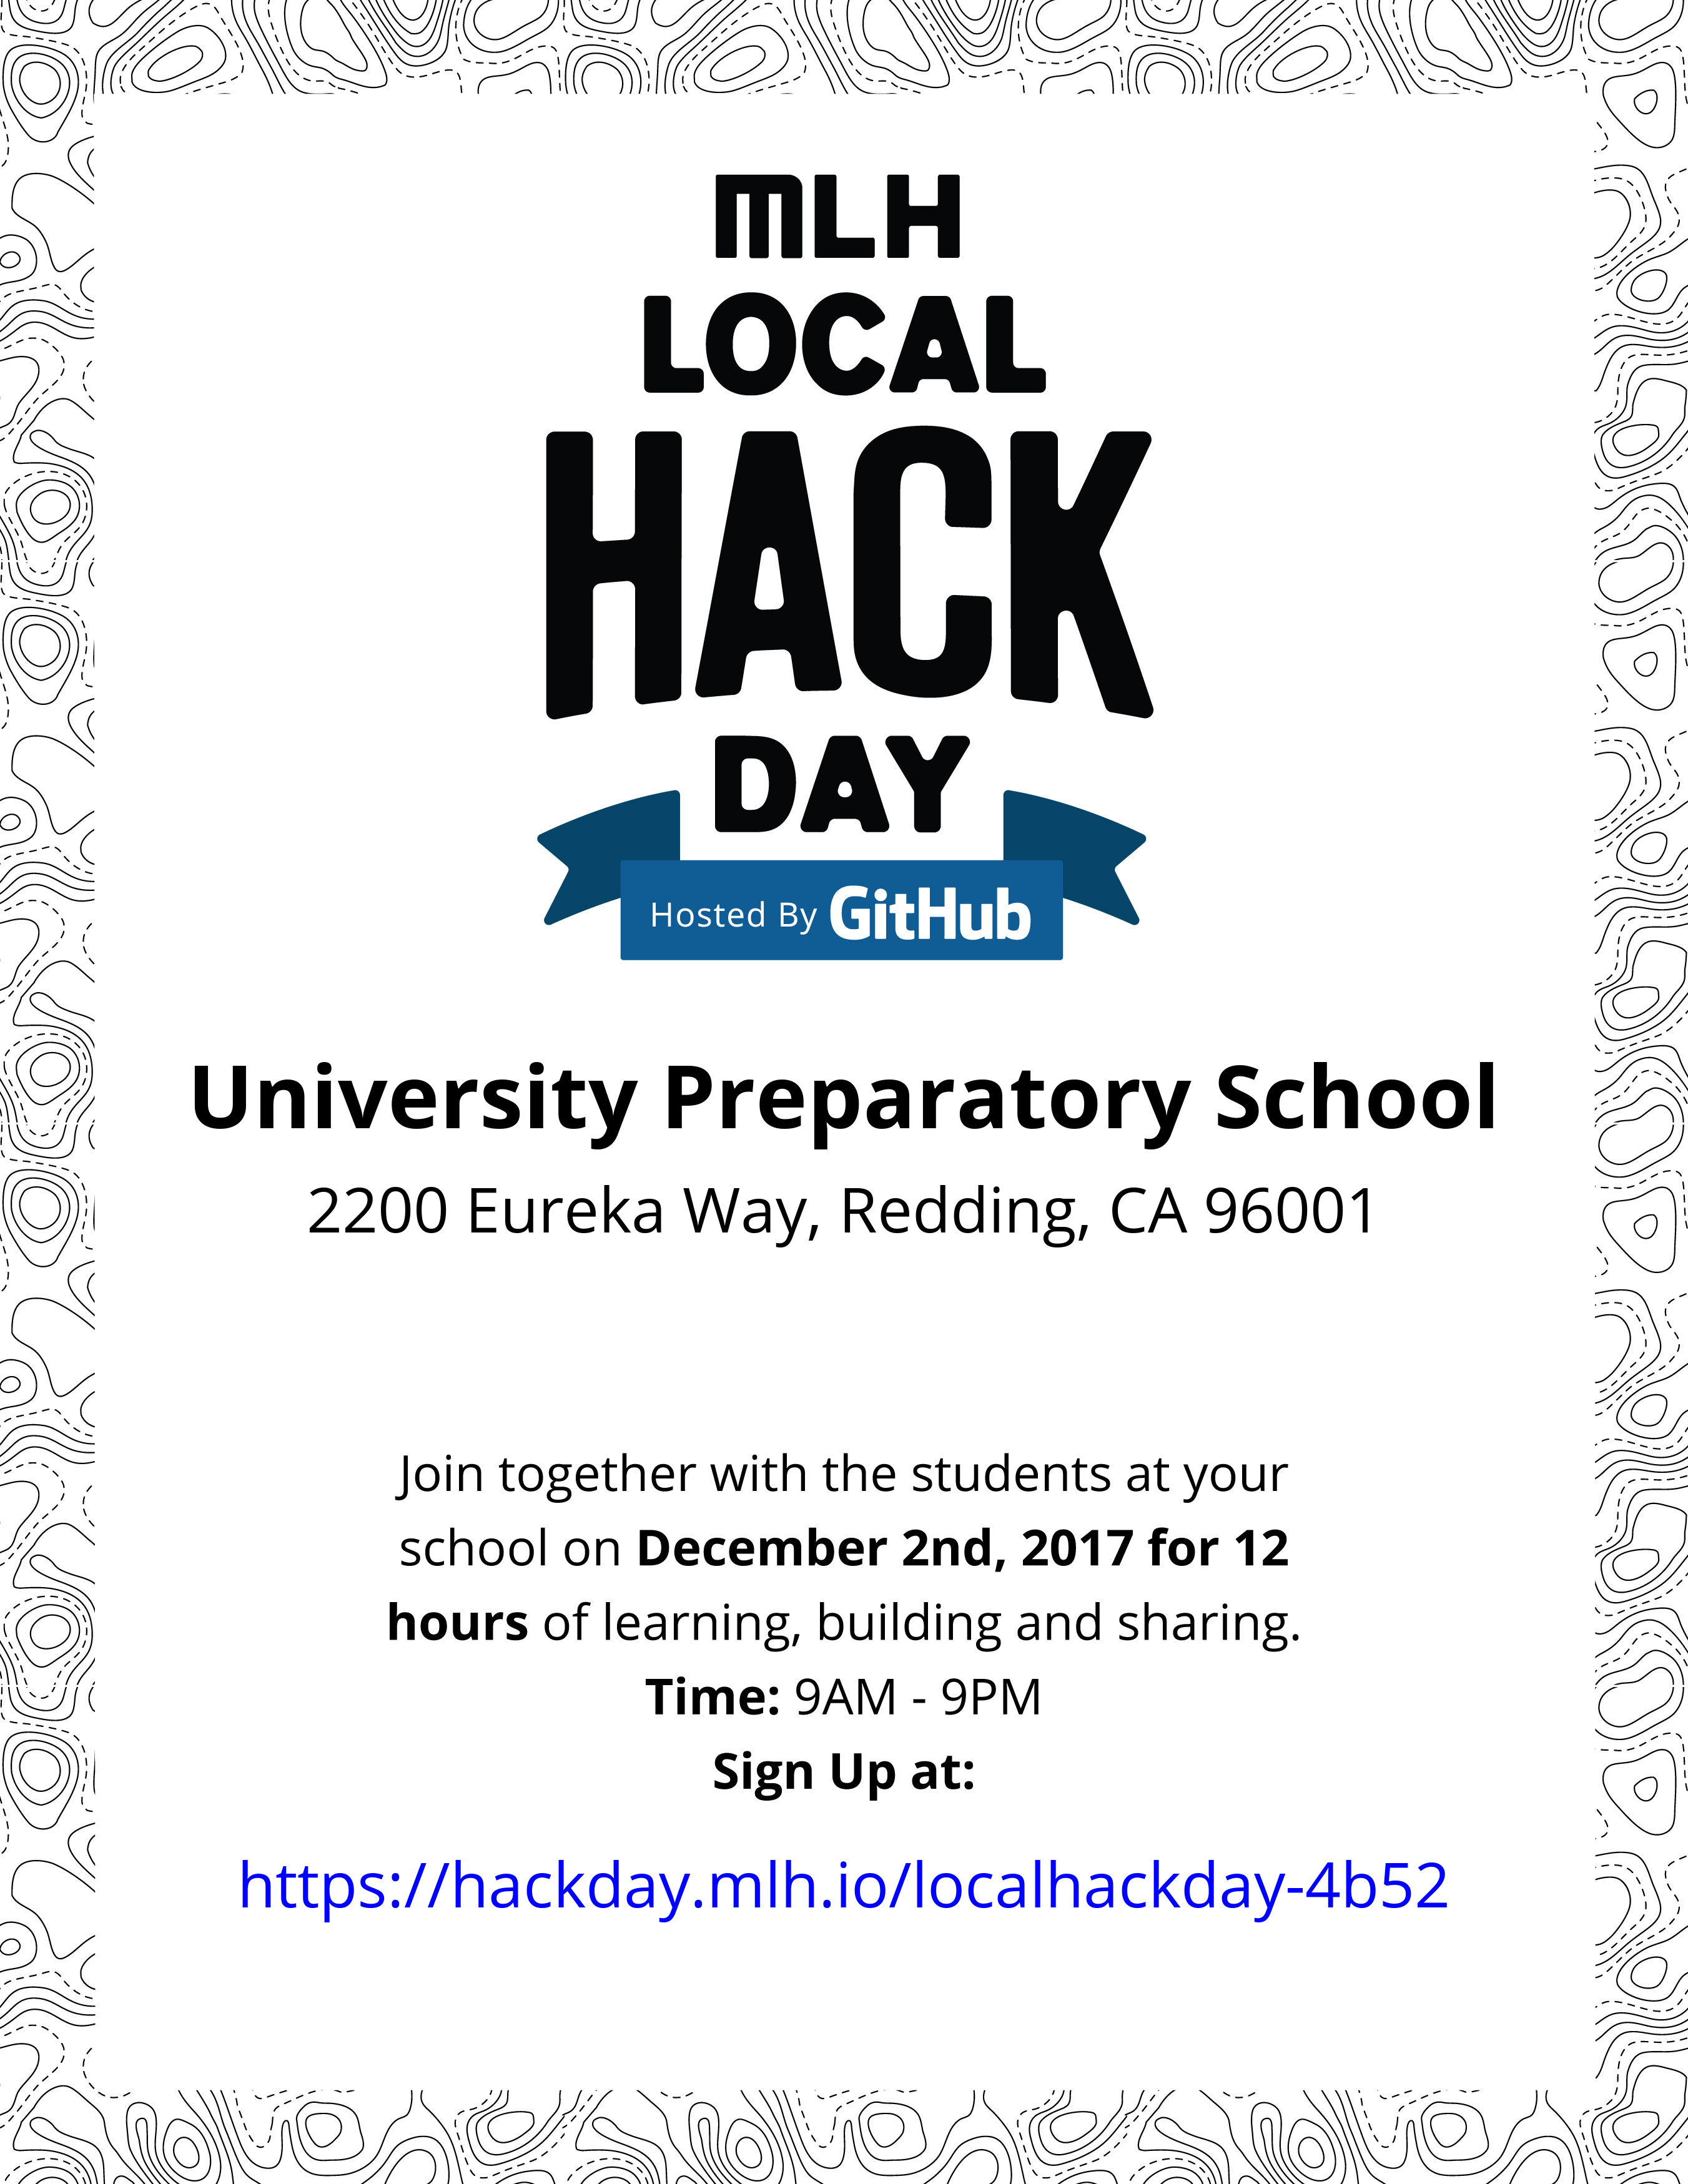 MLH
LOCAL
HACK
DAY
Hosted By GitHub
University Preparatory School
2200 Eureka Way, Redding, CA 96001
Join together with the students at your
school on December 2nd, 2017 for 12
hours of learning, building and sharing.
Time: 9AM - 9PM
Sign Up at:
https://hackday.mlh.io/localhackday-4b52